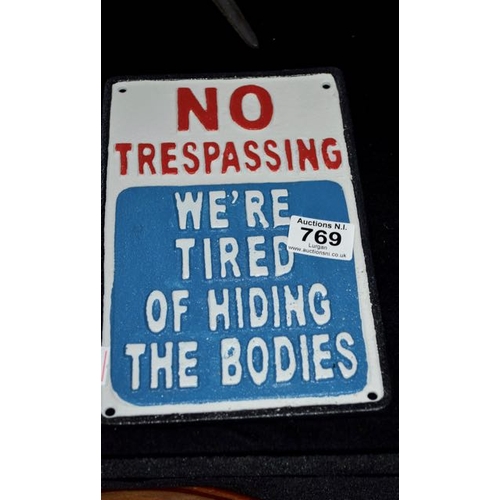 NO
TRESPASSING
WE'RE
TIRED
OF HIDING
THE BODIES
Auctions N.I.
769
Lurgan
www.auctionsni.co.uk